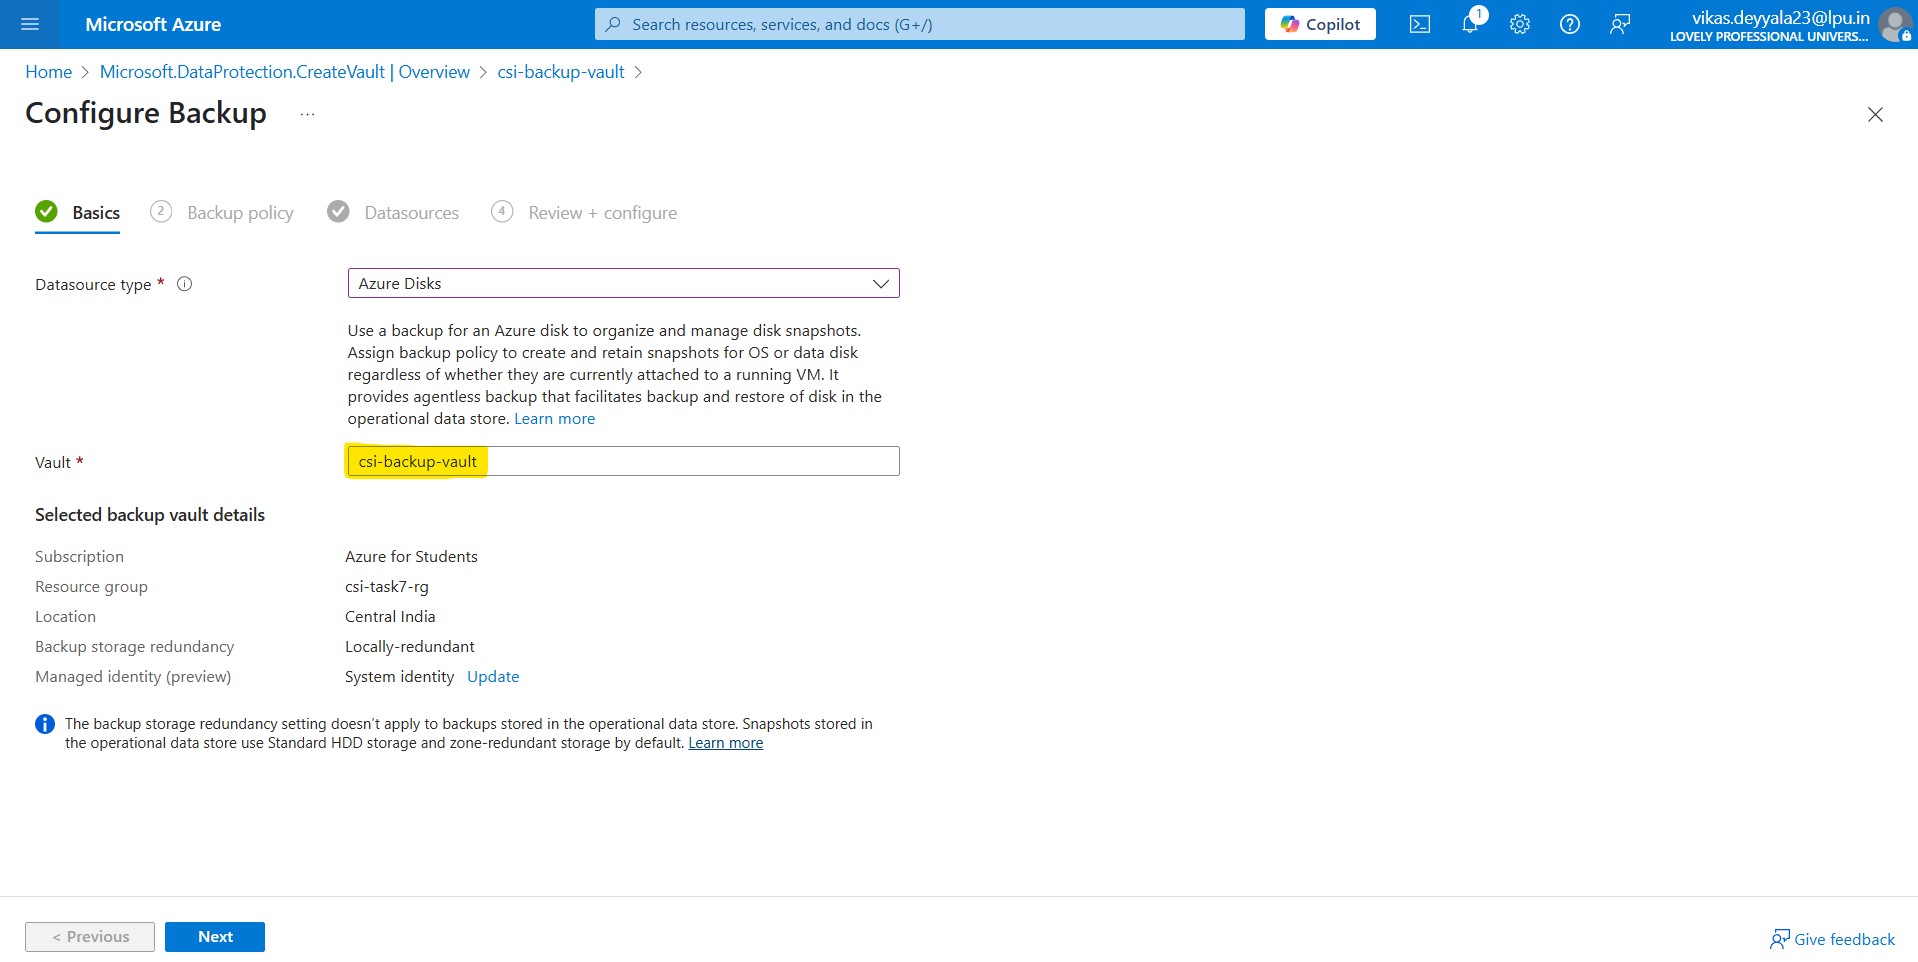 Microsoft Azure
Search resources, services, and docs (G+/)
Copilot
1
vikas.deyyala23@lpu.in
LOVELY PROFESSIONAL UNIVERS...
Home > Microsoft.DataProtection.CreateVault | Overview > csi-backup-vault >
Configure Backup ...
Basics 2 Backup policy Datasources 4 Review + configure
Datasource type * Azure Disks
Use a backup for an Azure disk to organize and manage disk snapshots.
Assign backup policy to create and retain snapshots for OS or data disk
regardless of whether they are currently attached to a running VM. It
provides agentless backup that facilitates backup and restore of disk in the
operational data store. Learn more
Vault * csi-backup-vault
Selected backup vault details
Subscription Azure for Students
Resource group csi-task7-rg
Location Central India
Backup storage redundancy Locally-redundant
Managed identity (preview) System identity Update
The backup storage redundancy setting doesn't apply to backups stored in the operational data store. Snapshots stored in
the operational data store use Standard HDD storage and zone-redundant storage by default. Learn more
< Previous Next
Give feedback